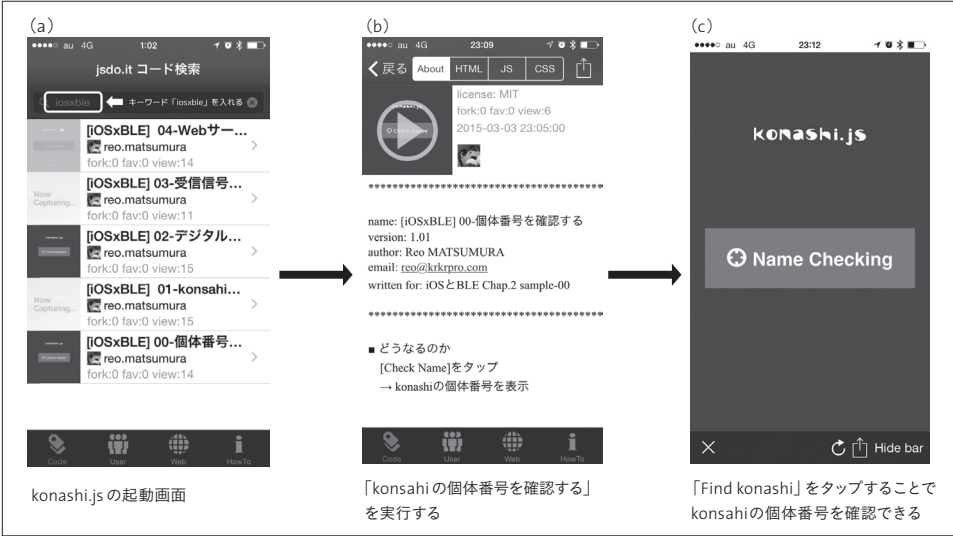 (a)
au 4G 1:02
jsdo.it コード検索
iosxble キーワード「iosxble」を入れる
[iOSxBLE] 04-Webサー...
reo.matsumura
fork:0 fav:0 view:14
Now Capturing...
[iOSxBLE] 03-受信信号...
reo.matsumura
fork:0 fav:0 view:11
[iOSxBLE] 02-デジタル...
reo.matsumura
fork:0 fav:0 view:15
Now Capturing...
[iOSxBLE] 01-konsahi...
reo.matsumura
fork:0 fav:0 view:15
[iOSxBLE] 00-個体番号...
reo.matsumura
fork:0 fav:0 view:14
Code User Web HowTo
konashi.jsの起動画面
(b)
au 4G 23:09
戻る About HTML JS CSS
license: MIT
fork:0 fav:0 view:6
2015-03-03 23:05:00
****************************************
name: [iOSxBLE] 00-個体番号を確認する
version: 1.01
author: Reo MATSUMURA
email: reo@krkrpro.com
written for: iOSとBLE Chap.2 sample-00
****************************************
■ どうなるのか
[Check Name]をタップ
→ konashiの個体番号を表示
Code User Web HowTo
「konsahiの個体番号を確認する」
を実行する
(c)
au 4G 23:12
konashi.js
Name Checking
Hide bar
「Find konashi」をタップすることで
konsahiの個体番号を確認できる